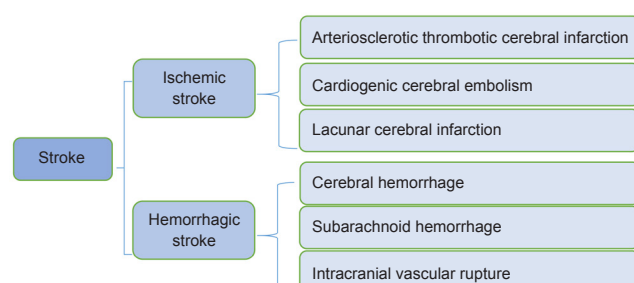 Arteriosclerotic thrombotic cerebral infarction
Ischemic
stroke
Cardiogenic cerebral embolism
Lacunar cerebral infarction
Stroke
Cerebral hemorrhage
Hemorrhagic
stroke
Subarachnoid hemorrhage
Intracranial vascular rupture